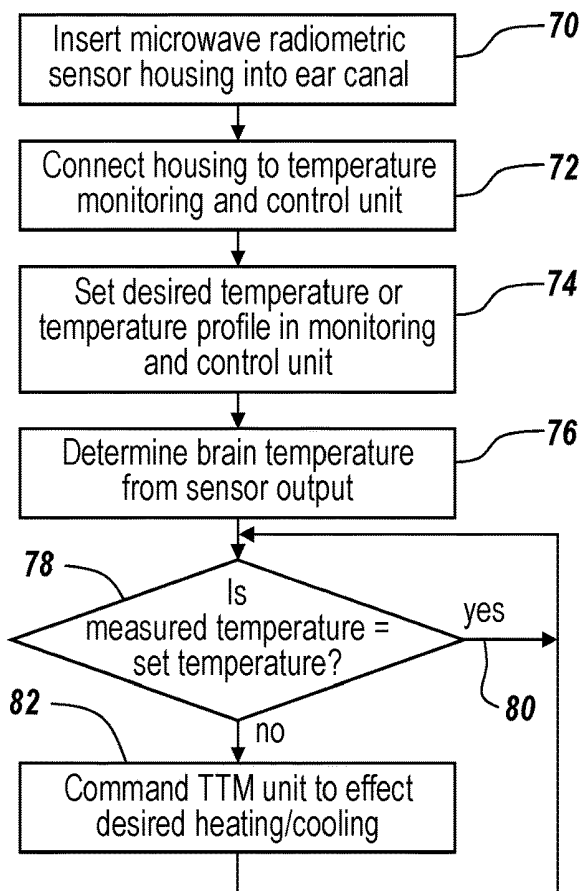 Insert microwave radiometric
sensor housing into ear canal
70
Connect housing to temperature
monitoring and control unit
72
Set desired temperature or
temperature profile in monitoring
and control unit
74
Determine brain temperature
from sensor output
76
78
Is
measured temperature =
set temperature?
yes
80
no
82
Command TTM unit to effect
desired heating/cooling